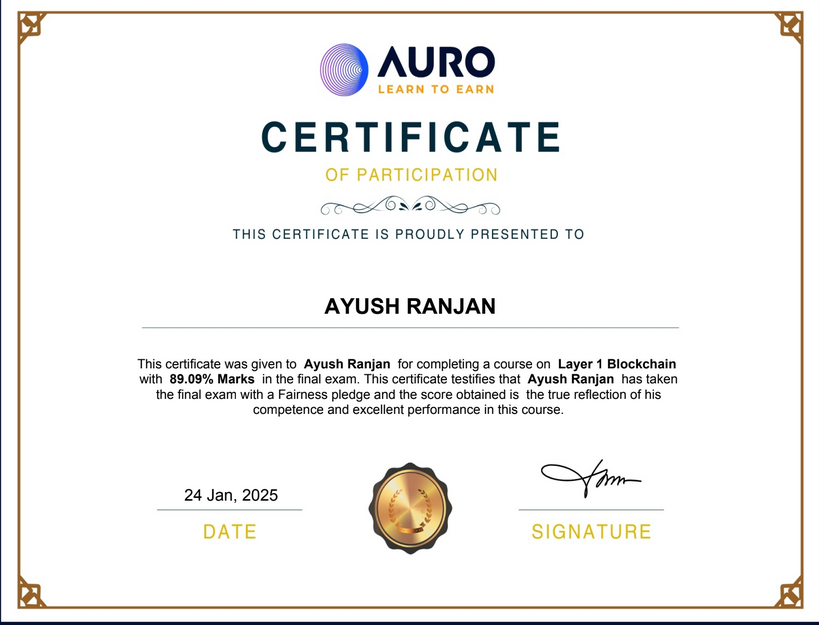 AURO
LEARN TO EARN
CERTIFICATE
OF PARTICIPATION
THIS CERTIFICATE IS PROUDLY PRESENTED TO
AYUSH RANJAN
This certificate was given to Ayush Ranjan for completing a course on Layer 1 Blockchain
with 89.09% Marks in the final exam. This certificate testifies that Ayush Ranjan has taken
the final exam with a Fairness pledge and the score obtained is the true reflection of his
competence and excellent performance in this course.
24 Jan, 2025
DATE
SIGNATURE